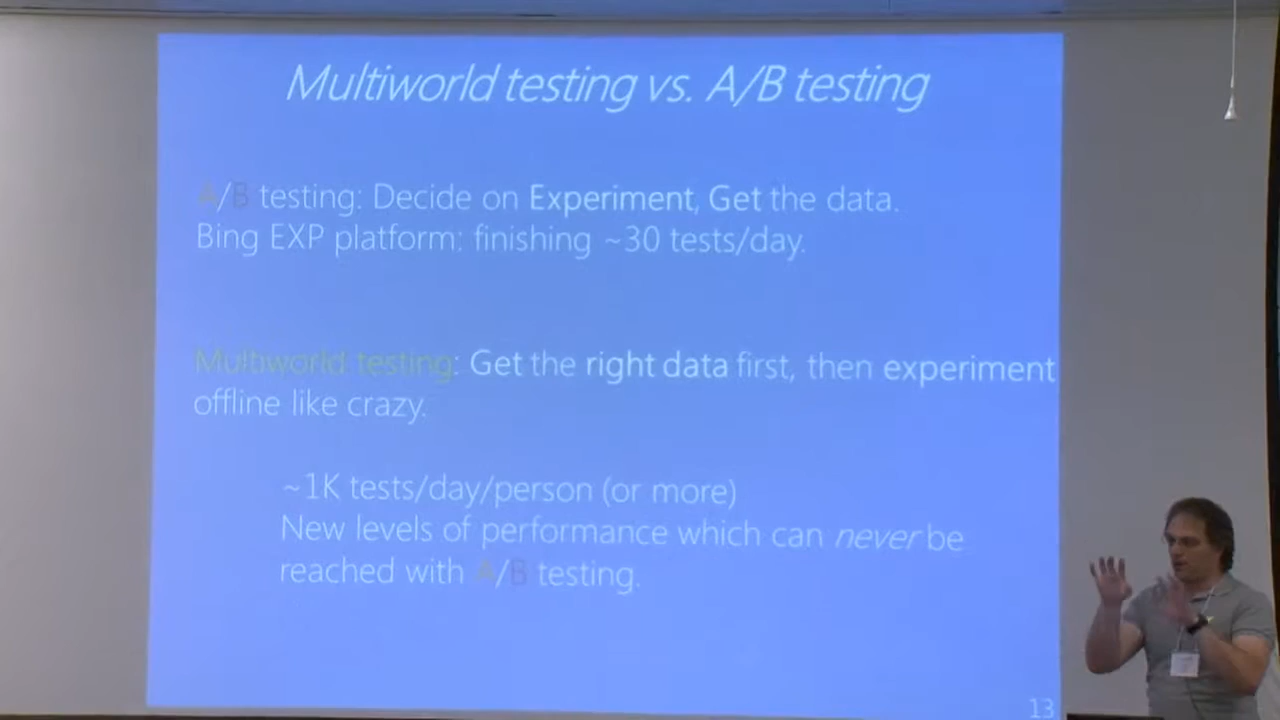 Multiworld testing vs. A/B testing
A/B testing: Decide on Experiment, Get the data.
Bing EXP platform: finishing ~30 tests/day.
Multiworld testing: Get the right data first, then experiment
offline like crazy.
~1K tests/day/person (or more)
New levels of performance which can never be
reached with A/B testing.
13